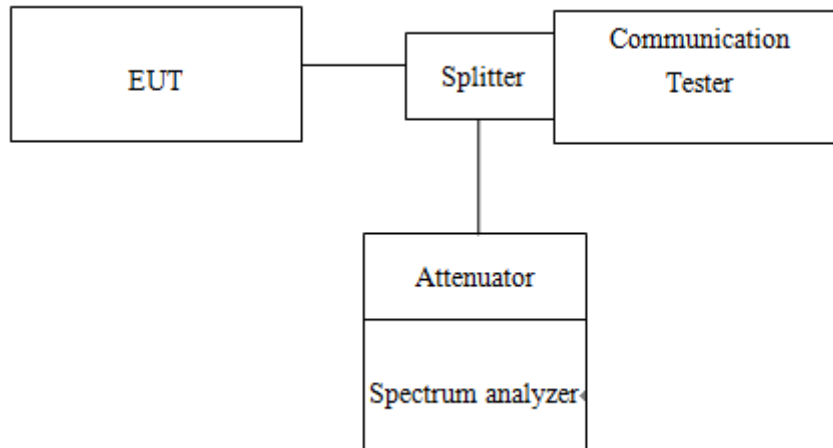 EUT
Splitter
Communication
Tester
Attenuator
Spectrum analyzer